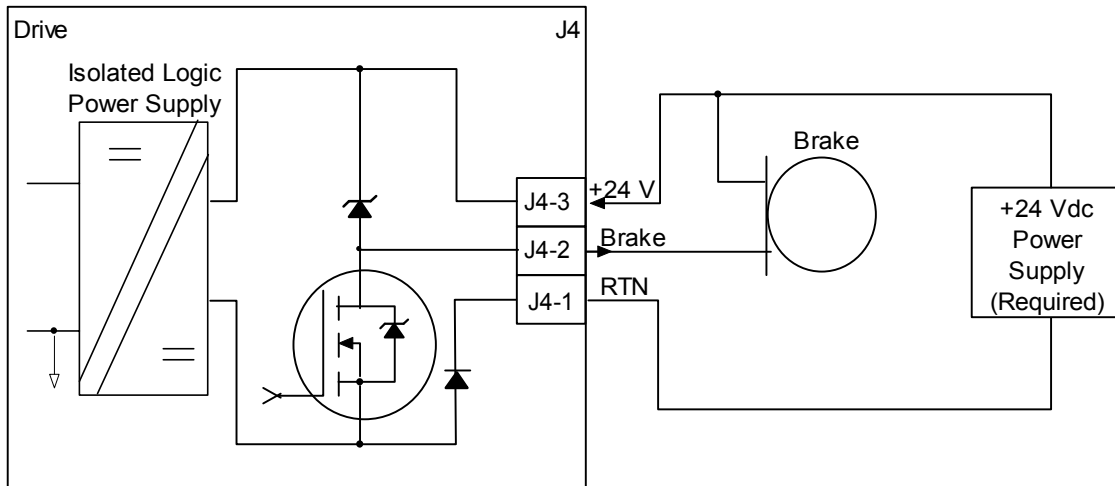 Drive
J4
Isolated Logic
Power Supply
J4-3
+24 V
J4-2
Brake
J4-1
RTN
Brake
+24 Vdc
Power
Supply
(Required)